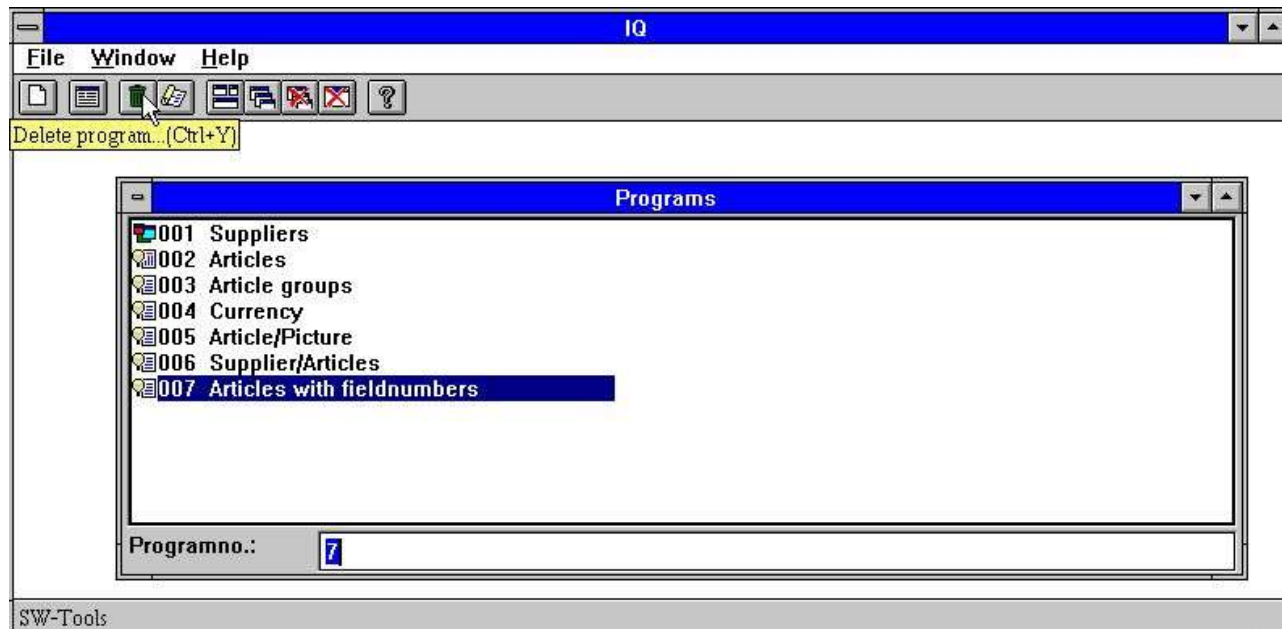 IQ
File Window Help
Delete program...(Ctrl+Y)
Programs
001 Suppliers
002 Articles
003 Article groups
004 Currency
005 Article/Picture
006 Supplier/Articles
007 Articles with fieldnumbers
Programno.: 7
SW-Tools